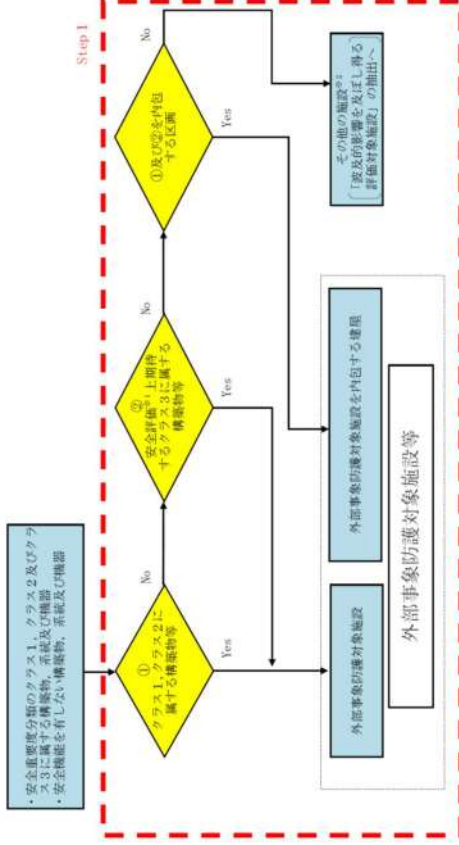 ・安全重要度分類のクラス1，クラス2及びクラ
ス3に属する構築物，系統及び機器
・安全機能を有しない構築物，系統及び機器
Step 1
①
クラス1，クラス2に
属する構築物等
No
Yes
②
安全評価※1上期待
するクラス3に属する
構築物等
No
Yes
①及び②を内包
する区画
No
Yes
外部事象防護対象施設
外部事象防護対象施設を内包する建屋
外部事象防護対象施設等
その他の施設※2
「波及的影響を及ぼし得る
評価対象施設」の抽出へ